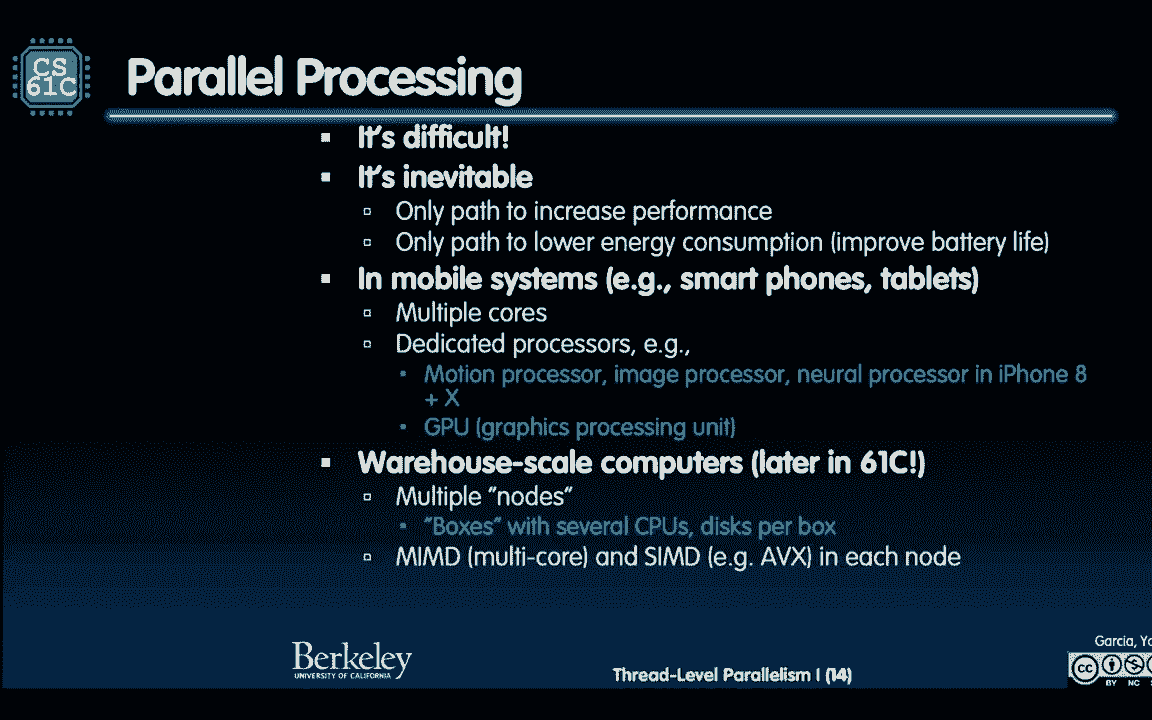 CS
61C
Parallel Processing
It's difficult!
It's inevitable
Only path to increase performance
Only path to lower energy consumption (improve battery life)
In mobile systems (e.g., smart phones, tablets)
Multiple cores
Dedicated processors, e.g.,
Motion processor, image processor, neural processor in iPhone 8
+ X
GPU (graphics processing unit)
Warehouse-scale computers (later in 61C!)
Multiple "nodes"
"Boxes" with several CPUs, disks per box
MIMD (multi-core) and SIMD (e.g. AVX) in each node
Berkeley
UNIVERSITY OF CALIFORNIA
Thread-Level Parallelism I (14)
Garcia,
cc
BY NC